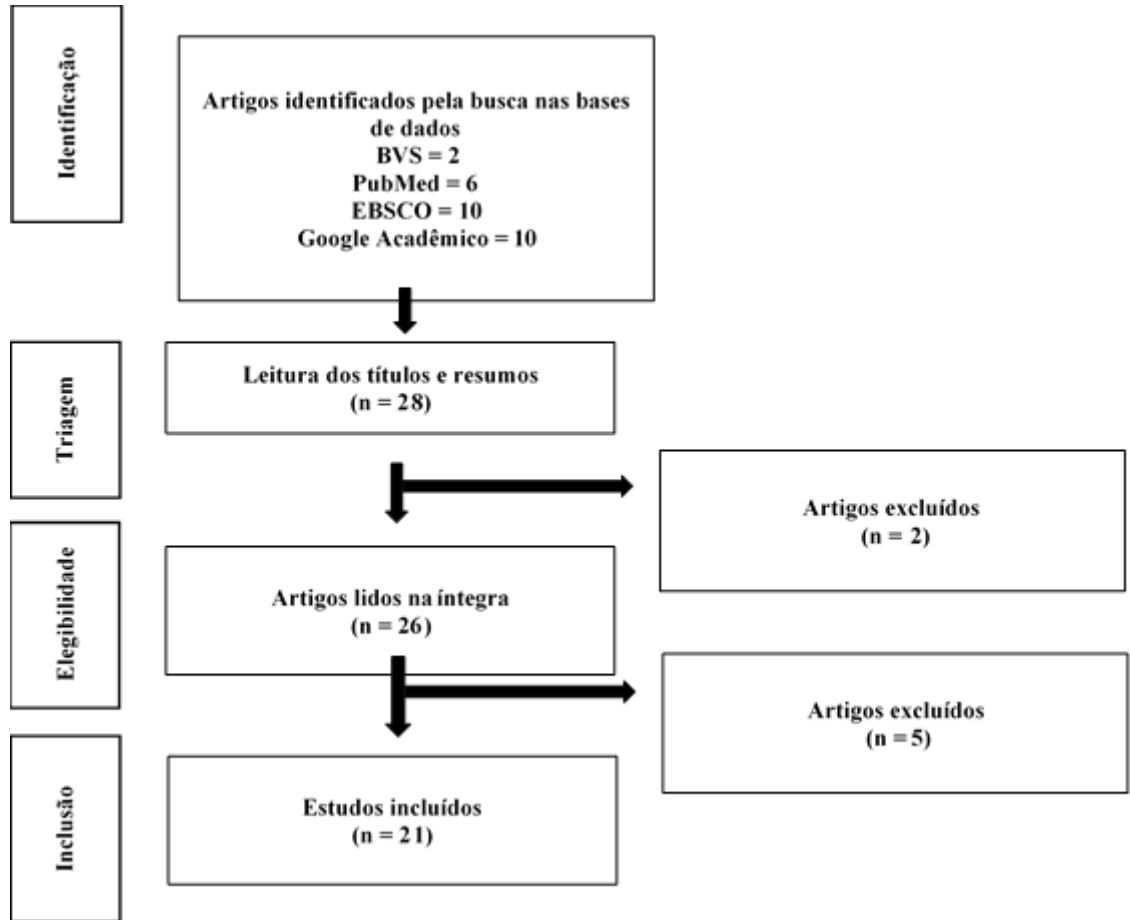 Identificação
Artigos identificados pela busca nas bases
de dados
BVS = 2
PubMed = 6
EBSCO = 10
Google Acadêmico = 10
Triagem
Leitura dos títulos e resumos
(n = 28)
Artigos excluídos
(n = 2)
Elegibilidade
Artigos lidos na íntegra
(n = 26)
Artigos excluídos
(n = 5)
Inclusão
Estudos incluídos
(n = 21)